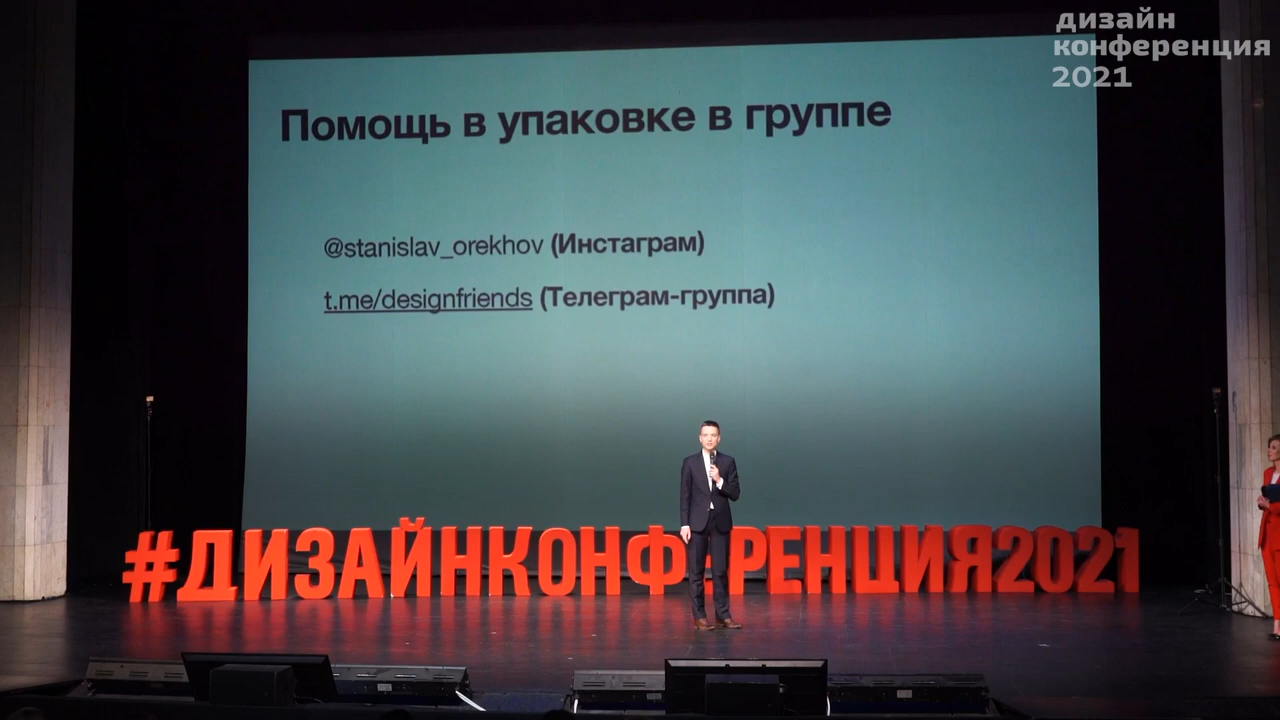 дизайн
конференция
2021
Помощь в упаковке в группе
@stanislav_orekhov (Инстаграм)
t.me/designfriends (Телеграм-группа)
#ДИЗАЙНКОНФЕРЕНЦИЯ2021